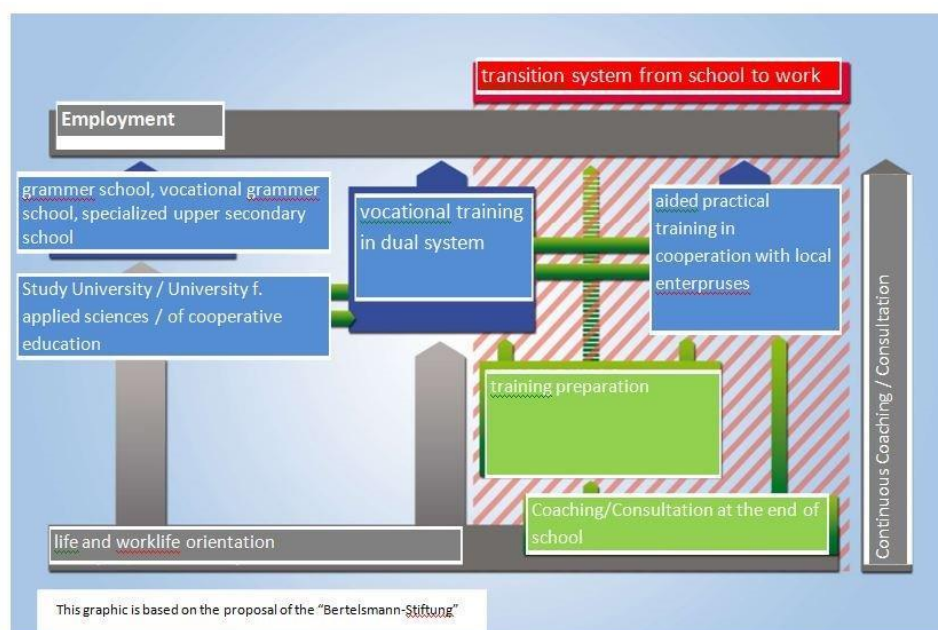 transition system from school to work
Employment
grammer school, vocational grammer
school, specialized upper secondary
school
vocational training
in dual system
aided practical
training in
cooperation with local
enterpruses
Study University / University f.
applied sciences / of cooperative
education
training preparation
Coaching/Consultation at the end of
school
life and worklife orientation
Continuous Coaching / Consultation
This graphic is based on the proposal of the “Bertelsmann-Stiftung”